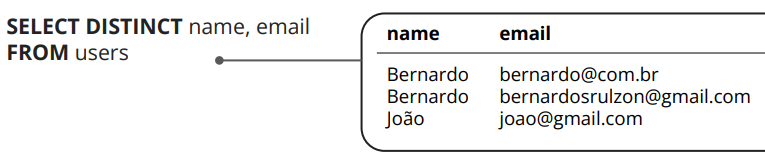 SELECT DISTINCT name, email
FROM users
name email
Bernardo bernardo@com.br
Bernardo bernardosrulzon@gmail.com
João joao@gmail.com